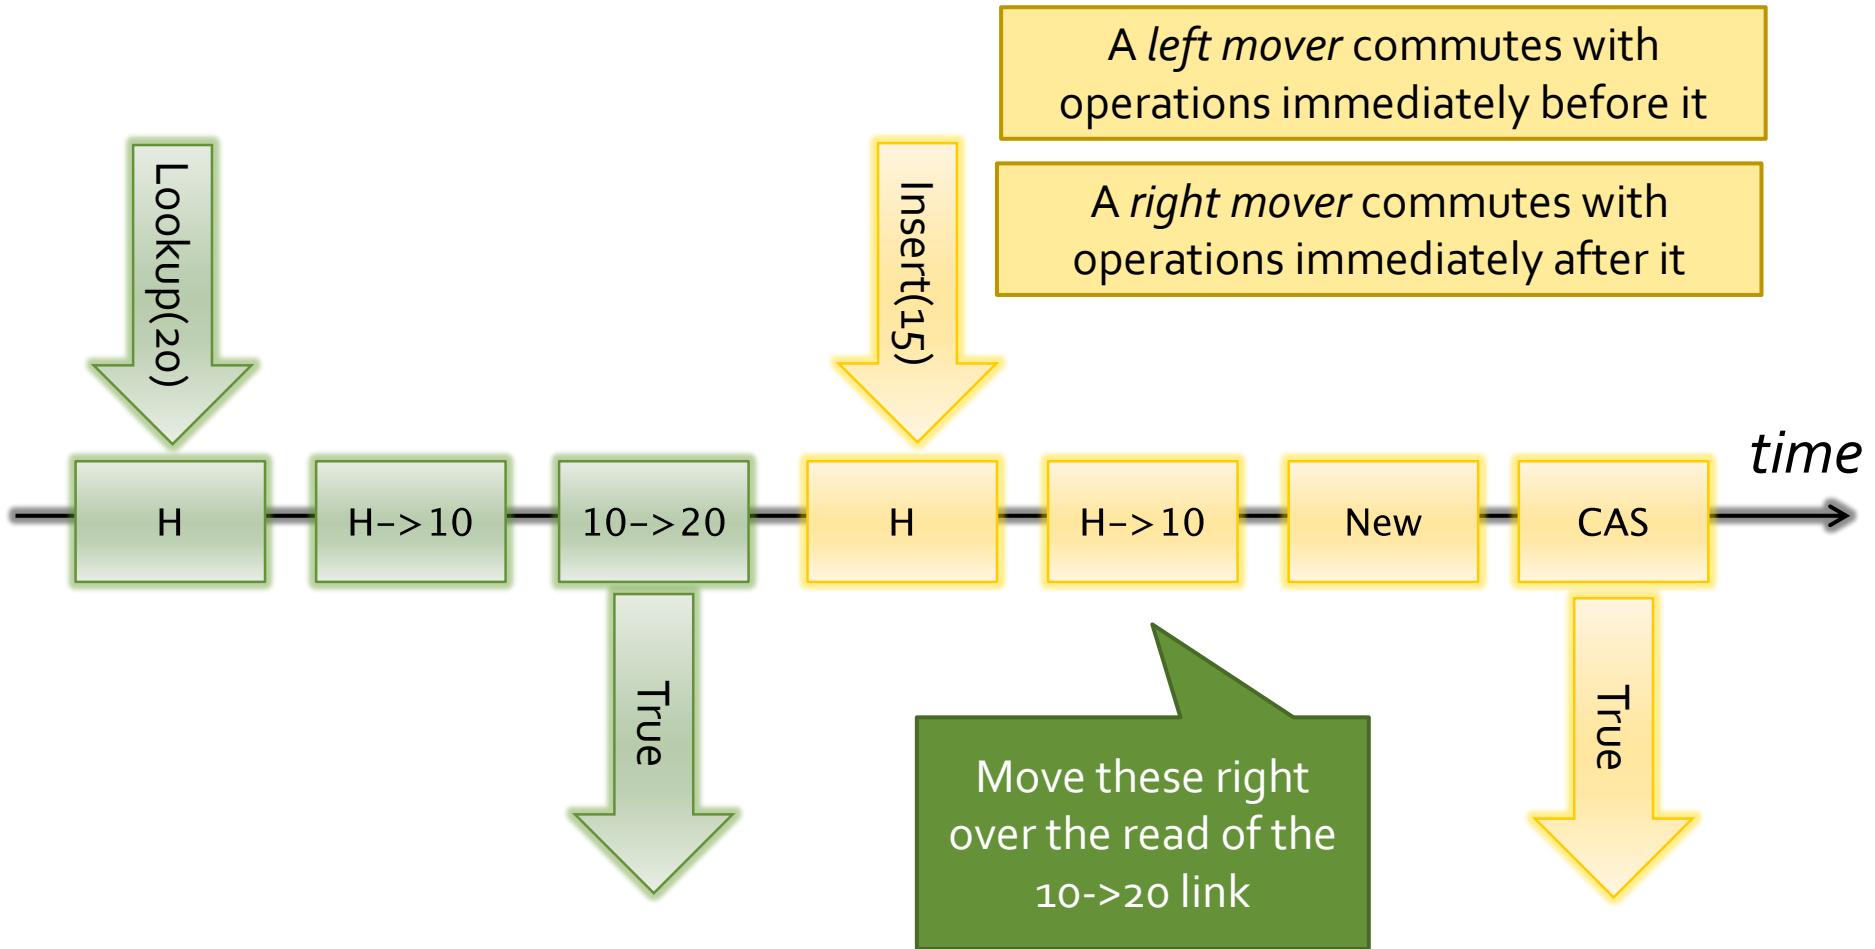 A left mover commutes with
operations immediately before it
A right mover commutes with
operations immediately after it
Lookup(20)
Insert(15)
time
H
H->10
10->20
H
H->10
New
CAS
True
True
Move these right
over the read of the
10->20 link